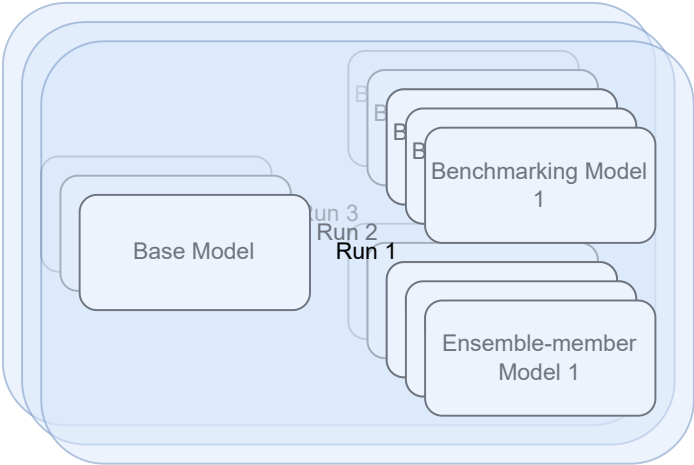 B
B
B
B
Benchmarking Model
1
Run 3
Run 2
Run 1
Base Model
Ensemble-member
Model 1